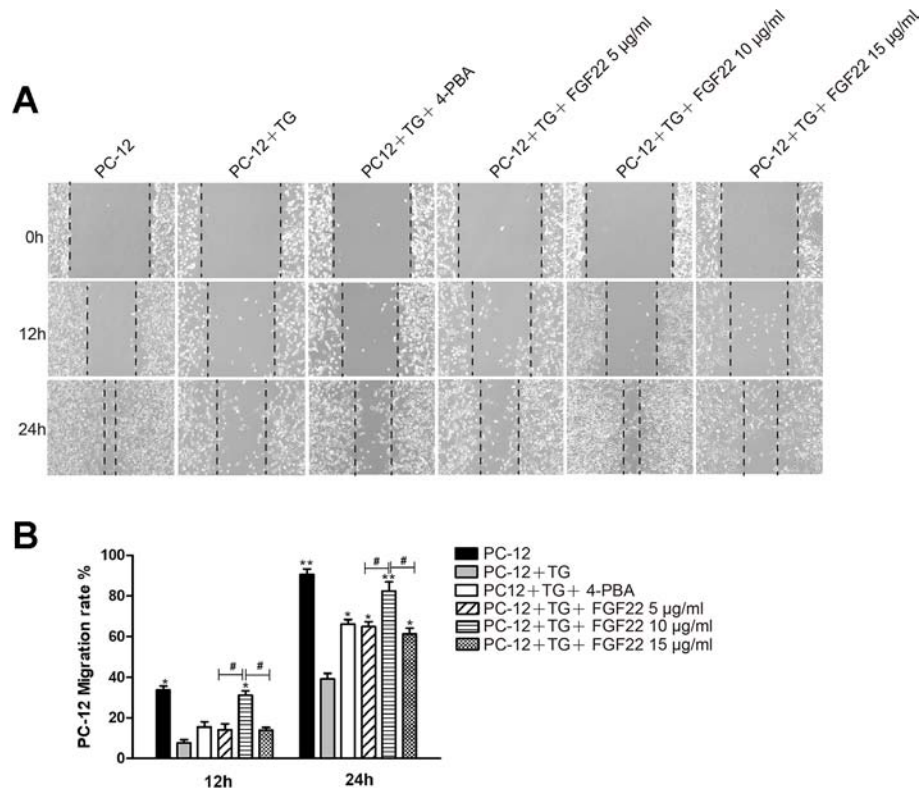 A
PC-12
PC-12+TG
PC12+TG+ 4-PBA
PC-12+TG+ FGF22 5 μg/ml
PC-12+TG+ FGF22 10 μg/ml
PC-12+TG+ FGF22 15 μg/ml
0h
12h
24h
B
PC-12 Migration rate %
100
80
60
40
20
0
*
#
*
#
**
*
*
#
**
#
*
12h
24h
PC-12
PC-12+TG
PC12+TG+ 4-PBA
PC-12+TG+ FGF22 5 μg/ml
PC-12+TG+ FGF22 10 μg/ml
PC-12+TG+ FGF22 15 μg/ml